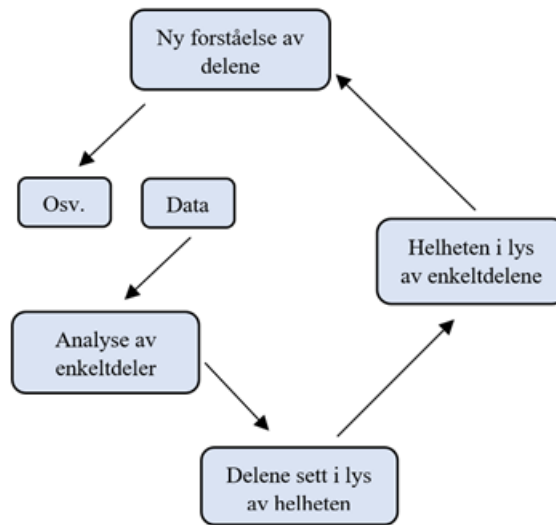 Ny forståelse av
delene
Osv.
Data
Helheten i lys
av enkeltdelene
Analyse av
enkeltdeler
Delene sett i lys
av helheten